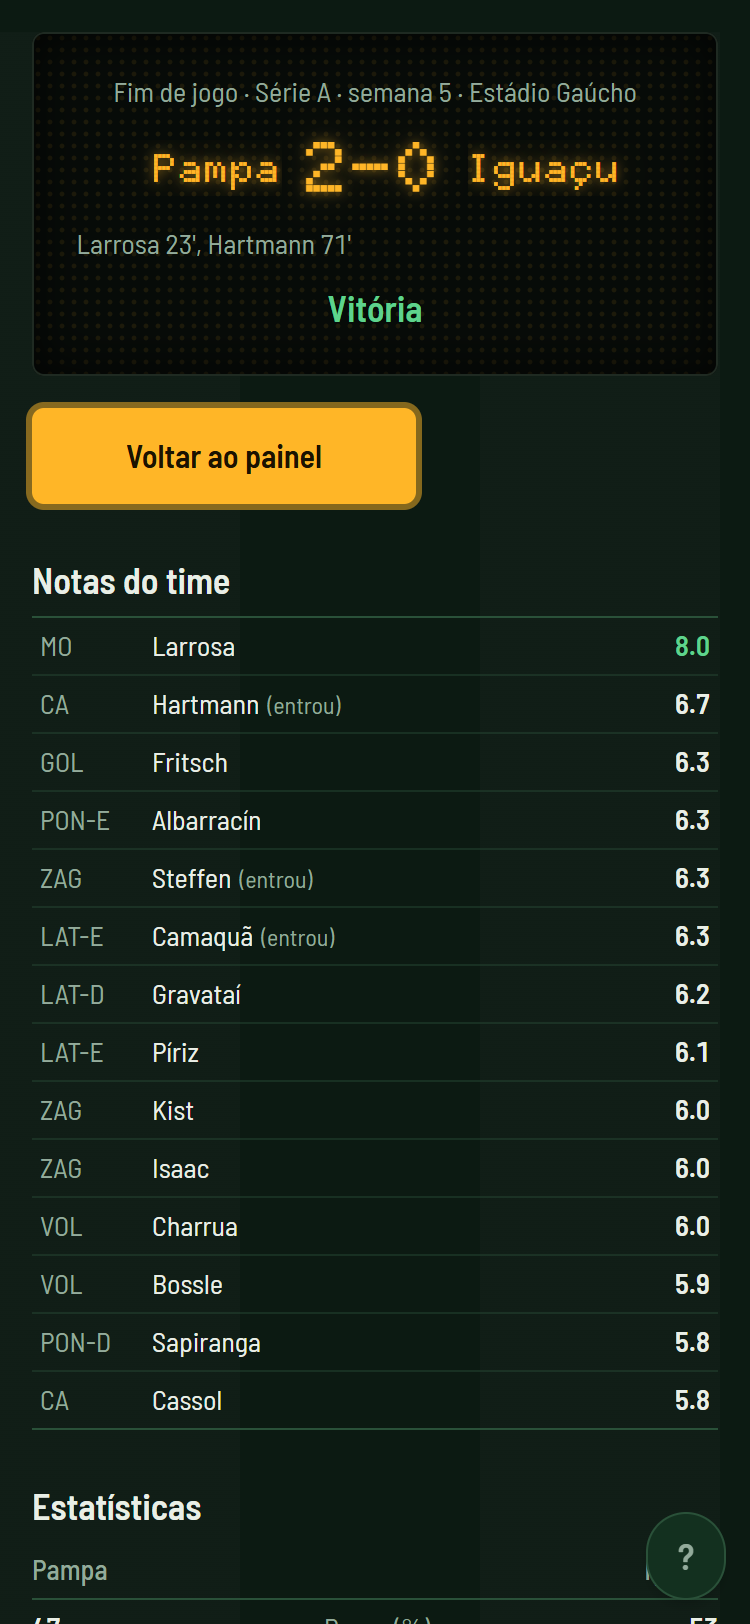 Fim de jogo · Série A · semana 5 · Estádio Gaúcho
Pampa 2–0 Iguaçu
Larrosa 23', Hartmann 71'
Vitória
Voltar ao painel
Notas do time
MO Larrosa 8.0
CA Hartmann (entrou) 6.7
GOL Fritsch 6.3
PON-E Albarracín 6.3
ZAG Steffen (entrou) 6.3
LAT-E Camaquã (entrou) 6.3
LAT-D Gravataí 6.2
LAT-E Píriz 6.1
ZAG Kist 6.0
ZAG Isaac 6.0
VOL Charrua 6.0
VOL Bossle 5.9
PON-D Sapiranga 5.8
CA Cassol 5.8
Estatísticas
Pampa
?